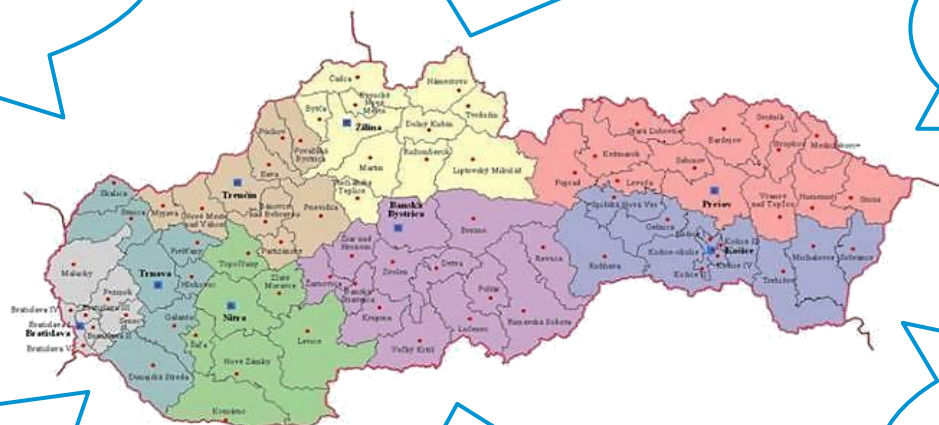 Čadca
Námestovo
Kysucké
Nové
Mesto
Bytča
Tvrdošín
Žilina
Dolný Kubín
Púchov
Považská
Bystrica
Ružomberok
Martin
Liptovský Mikuláš
Ilava
Turčianske
Teplice
Trenčín
Stará Ľubovňa
Bardejov
Svidník
Stropkov
Medzilaborce
Kežmarok
Sabinov
Poprad
Levoča
Prešov
Vranov
nad Topľou
Humenné
Snina
Skalica
Senica
Myjava
Nové Mesto
nad Váhom
Bánovce
nad Bebravou
Prievidza
Partizánske
Banská
Bystrica
Brezno
Spišská Nová Ves
Gelnica
Košice III
Košice
Košice-okolie
Košice IV
Rožňava
Michalovce
Sobrance
Trebišov
Piešťany
Topoľčany
Žiar nad
Hronom
Zvolen
Detva
Revúca
Malacky
Trnava
Hlohovec
Zlaté
Moravce
Žarnovica
Banská
Štiavnica
Poltár
Pezinok
Nitra
Krupina
Rimavská Sobota
Bratislava IV
Senec
Galanta
Bratislava
Bratislava II
Bratislava V
Šaľa
Levice
Lučenec
Veľký Krtíš
Nové Zámky
Dunajská Streda
Komárno